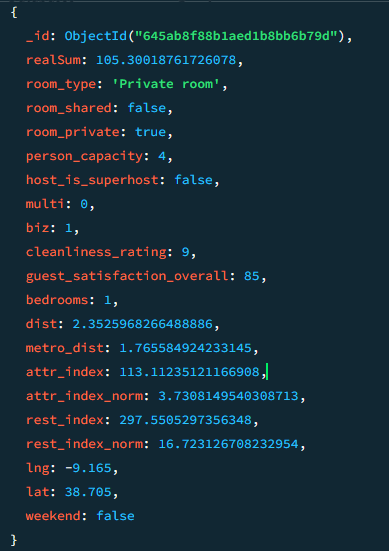 {
_id: ObjectId("645ab8f88b1aed1b8bb6b79d"),
realSum: 105.30018761726078,
room_type: 'Private room',
room_shared: false,
room_private: true,
person_capacity: 4,
host_is_superhost: false,
multi: 0,
biz: 1,
cleanliness_rating: 9,
guest_satisfaction_overall: 85,
bedrooms: 1,
dist: 2.3525968266488886,
metro_dist: 1.765584924233145,
attr_index: 113.11235121166908,
attr_index_norm: 3.7308149540308713,
rest_index: 297.5505297356348,
rest_index_norm: 16.723126708232954,
lng: -9.165,
lat: 38.705,
weekend: false
}